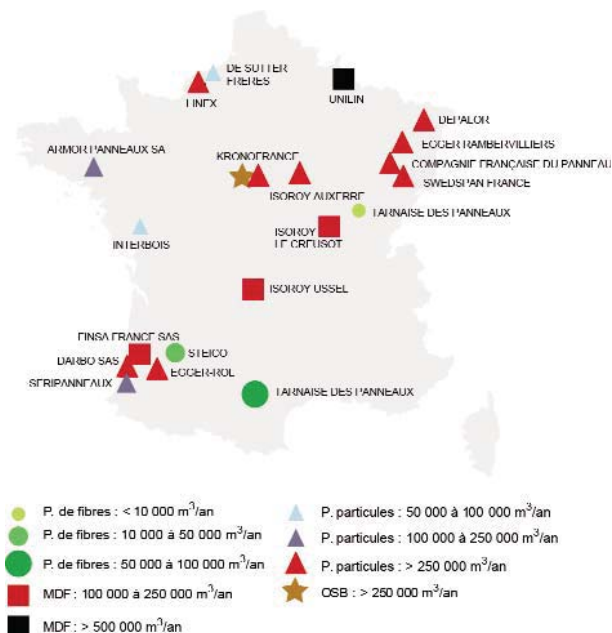 DE SUTTER
FRERES
LINEX
UNILIN
DEPALOR
EGGER RAMBERVILLIERS
ARMOR PANNEAUX SA
KRONOFRANCE
COMPAGNIE FRANÇAISE DU PANNEAU
SWEDSPAN FRANCE
ISOROY AUXERRE
TARNAISE DES PANNEAUX
INTERBOIS
ISOROY
LE CREUSOT
ISOROY USSEL
FINSA FRANCE SAS
STEICO
DARBO SAS
EGGER-ROL
SERIPANNEAUX
TARNAISE DES PANNEAUX
P. de fibres : < 10 000 m³/an
P. de fibres : 10 000 à 50 000 m³/an
P. de fibres : 50 000 à 100 000 m³/an
MDF : 100 000 à 250 000 m³/an
MDF : > 500 000 m³/an
P. particules : 50 000 à 100 000 m³/an
P. particules : 100 000 à 250 000 m³/an
P. particules : > 250 000 m³/an
OSB : > 250 000 m³/an